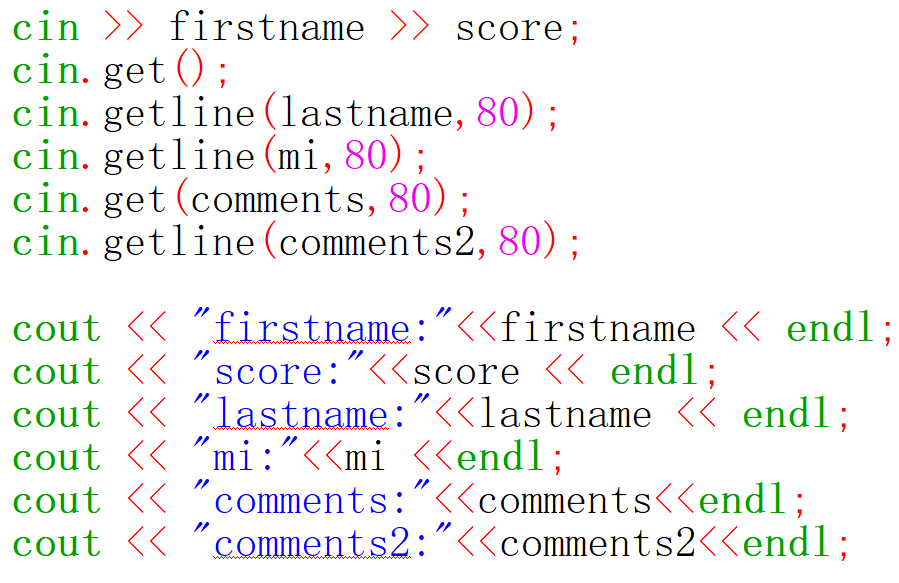 cin >> firstname >> score;
cin.get();
cin.getline(lastname,80);
cin.getline(mi,80);
cin.get(comments,80);
cin.getline(comments2,80);
cout << "firstname:"<<firstname << endl;
cout << "score:"<<score << endl;
cout << "lastname:"<<lastname << endl;
cout << "mi:"<<mi <<endl;
cout << "comments:"<<comments<<endl;
cout << "comments2:"<<comments2<<endl;